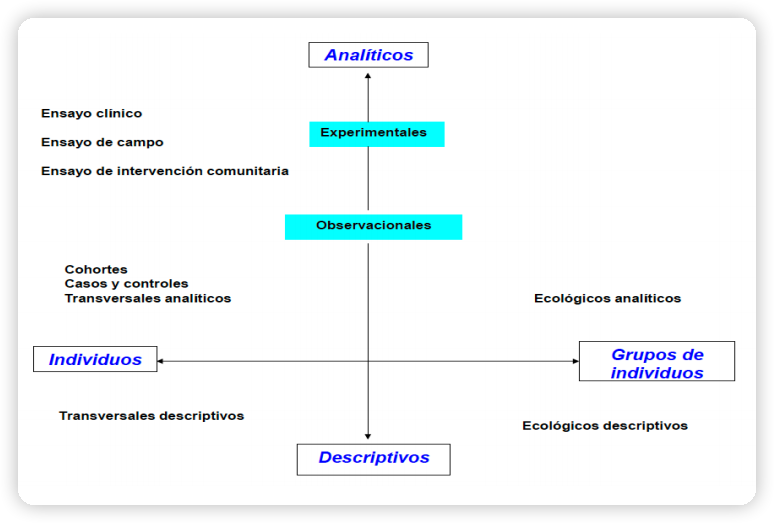 Analíticos
Ensayo clínico
Experimentales
Ensayo de campo
Ensayo de intervención comunitaria
Observacionales
Cohortes
Casos y controles
Transversales analíticos
Ecológicos analíticos
Individuos
Grupos de
individuos
Transversales descriptivos
Ecológicos descriptivos
Descriptivos